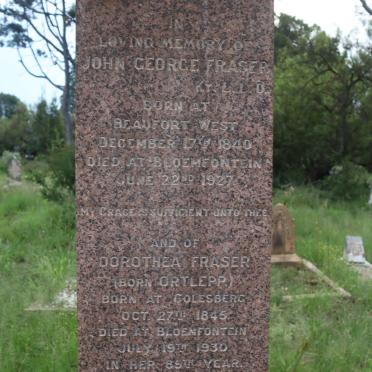 IN
LOVING MEMORY OF
JOHN GEORGE FRASER
KT. L.L.D.
BORN AT
BEAUFORT WEST
DECEMBER 17TH 1840
DIED AT BLOEMFONTEIN
JUNE 22ND 1927.
MY GRACE IS SUFFICIENT UNTO THEE
AND OF
DOROTHEA FRASER
(BORN ORTLEPP)
BORN AT COLESBERG
OCT. 27TH 1845.
DIED AT BLOEMFONTEIN
JULY 19TH 1930.
IN HER 85TH YEAR.